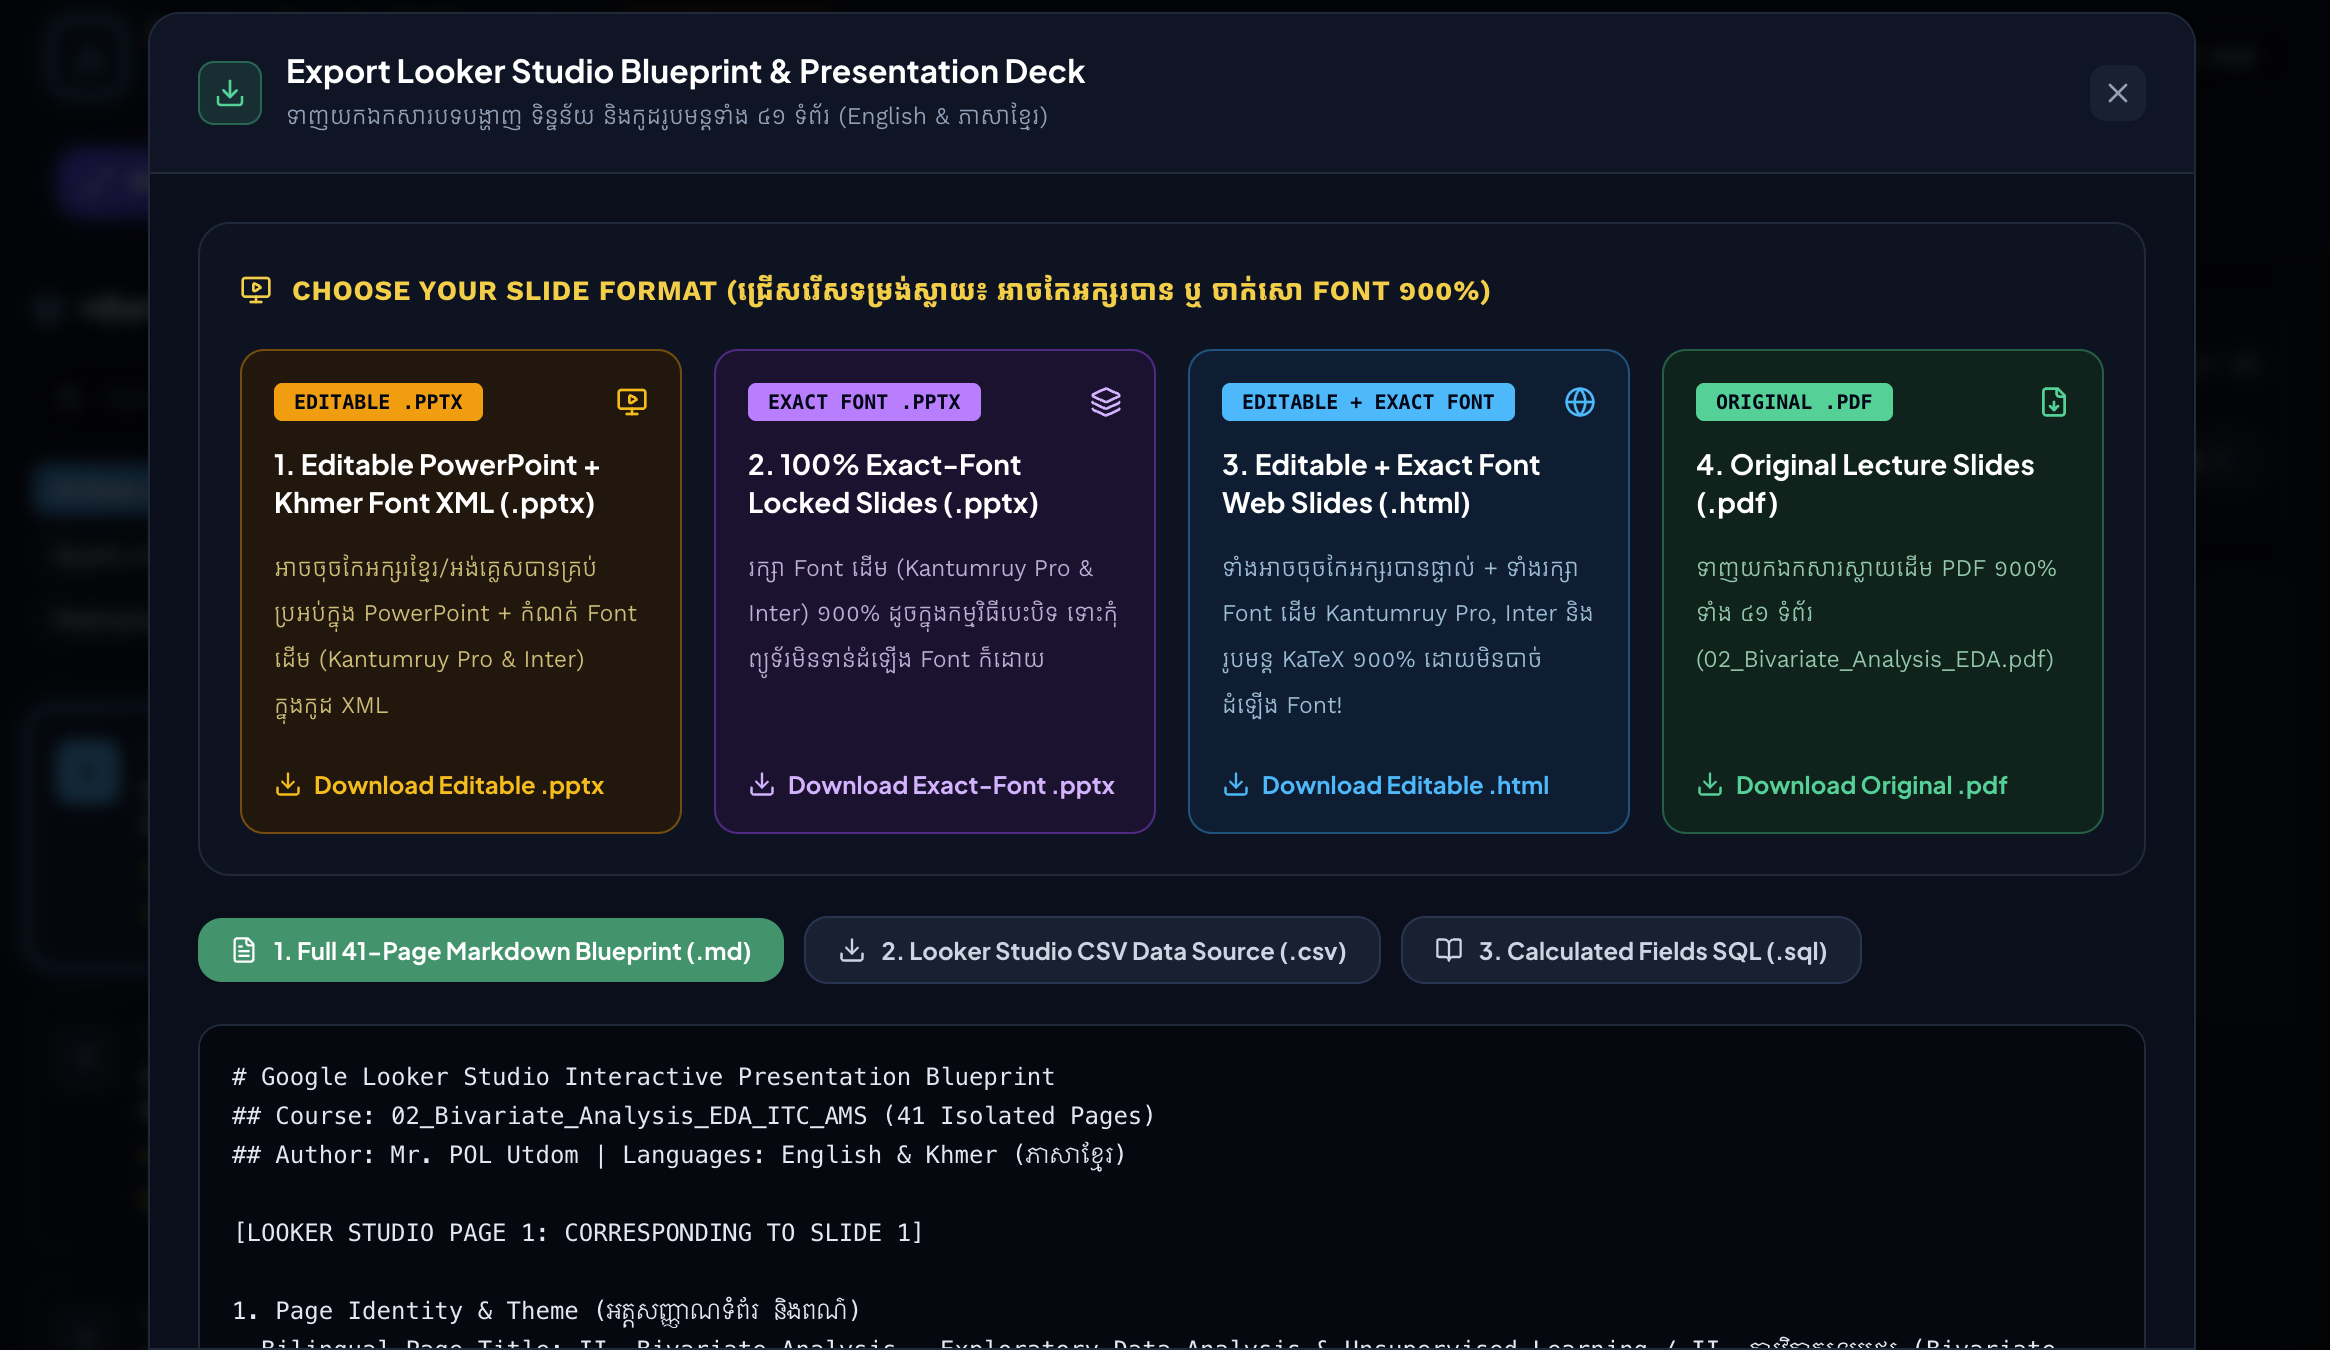 Export Looker Studio Blueprint & Presentation Deck
ទាញយកឯកសារបទបង្ហាញ ទិន្នន័យ និងកូដរូបមន្តទាំង ៤១ ទំព័រ (English & ភាសាខ្មែរ)
CHOOSE YOUR SLIDE FORMAT (ជ្រើសរើសទម្រង់ស្លាយ៖ អាចកែអក្សរបាន ឬ ចាក់សោ FONT ១០០%)
EDITABLE .PPTX
1. Editable PowerPoint +
Khmer Font XML (.pptx)
អាចចុចកែអក្សរខ្មែរ/អង់គ្លេសបានគ្រប់
ប្រអប់ក្នុង PowerPoint + កំណត់ Font
ដើម (Kantumruy Pro & Inter)
ក្នុងកូដ XML
Download Editable .pptx
EXACT FONT .PPTX
2. 100% Exact-Font
Locked Slides (.pptx)
រក្សា Font ដើម (Kantumruy Pro &
Inter) ១០០% ដូចក្នុងកម្មវិធីបេះបិទ ទោះកុំ
ព្យូទ័រមិនទាន់ដំឡើង Font ក៏ដោយ
Download Exact-Font .pptx
EDITABLE + EXACT FONT
3. Editable + Exact Font
Web Slides (.html)
ទាំងអាចចុចកែអក្សរបានផ្ទាល់ + ទាំងរក្សា
Font ដើម Kantumruy Pro, Inter និង
រូបមន្ត KaTeX ១០០% ដោយមិនបាច់
ដំឡើង Font!
Download Editable .html
ORIGINAL .PDF
4. Original Lecture Slides
(.pdf)
ទាញយកឯកសារស្លាយដើម PDF ១០០%
ទាំង ៤១ ទំព័រ
(02_Bivariate_Analysis_EDA.pdf)
Download Original .pdf
1. Full 41-Page Markdown Blueprint (.md)
2. Looker Studio CSV Data Source (.csv)
3. Calculated Fields SQL (.sql)
# Google Looker Studio Interactive Presentation Blueprint
## Course: 02_Bivariate_Analysis_EDA_ITC_AMS (41 Isolated Pages)
## Author: Mr. POL Utdom | Languages: English & Khmer (ភាសាខ្មែរ)
[LOOKER STUDIO PAGE 1: CORRESPONDING TO SLIDE 1]
1. Page Identity & Theme (អត្តសញ្ញាណទំព័រ និងពណ៌)
Bilingual Page Title: II. Bivariate Analysis - Exploratory Data Analysis & Unsupervised Learning / II. (Bivariate